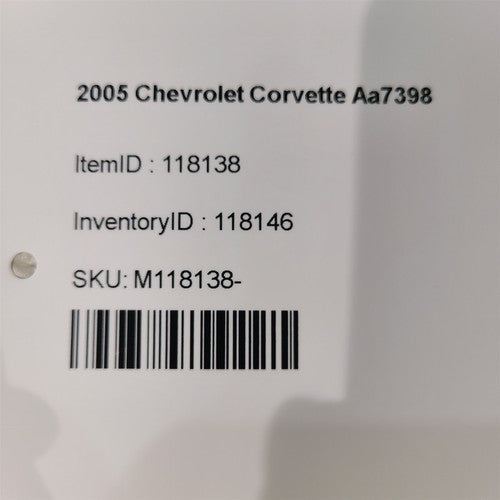 2005 Chevrolet Corvette Aa7398
ItemID : 118138
InventoryID : 118146
SKU: M118138-